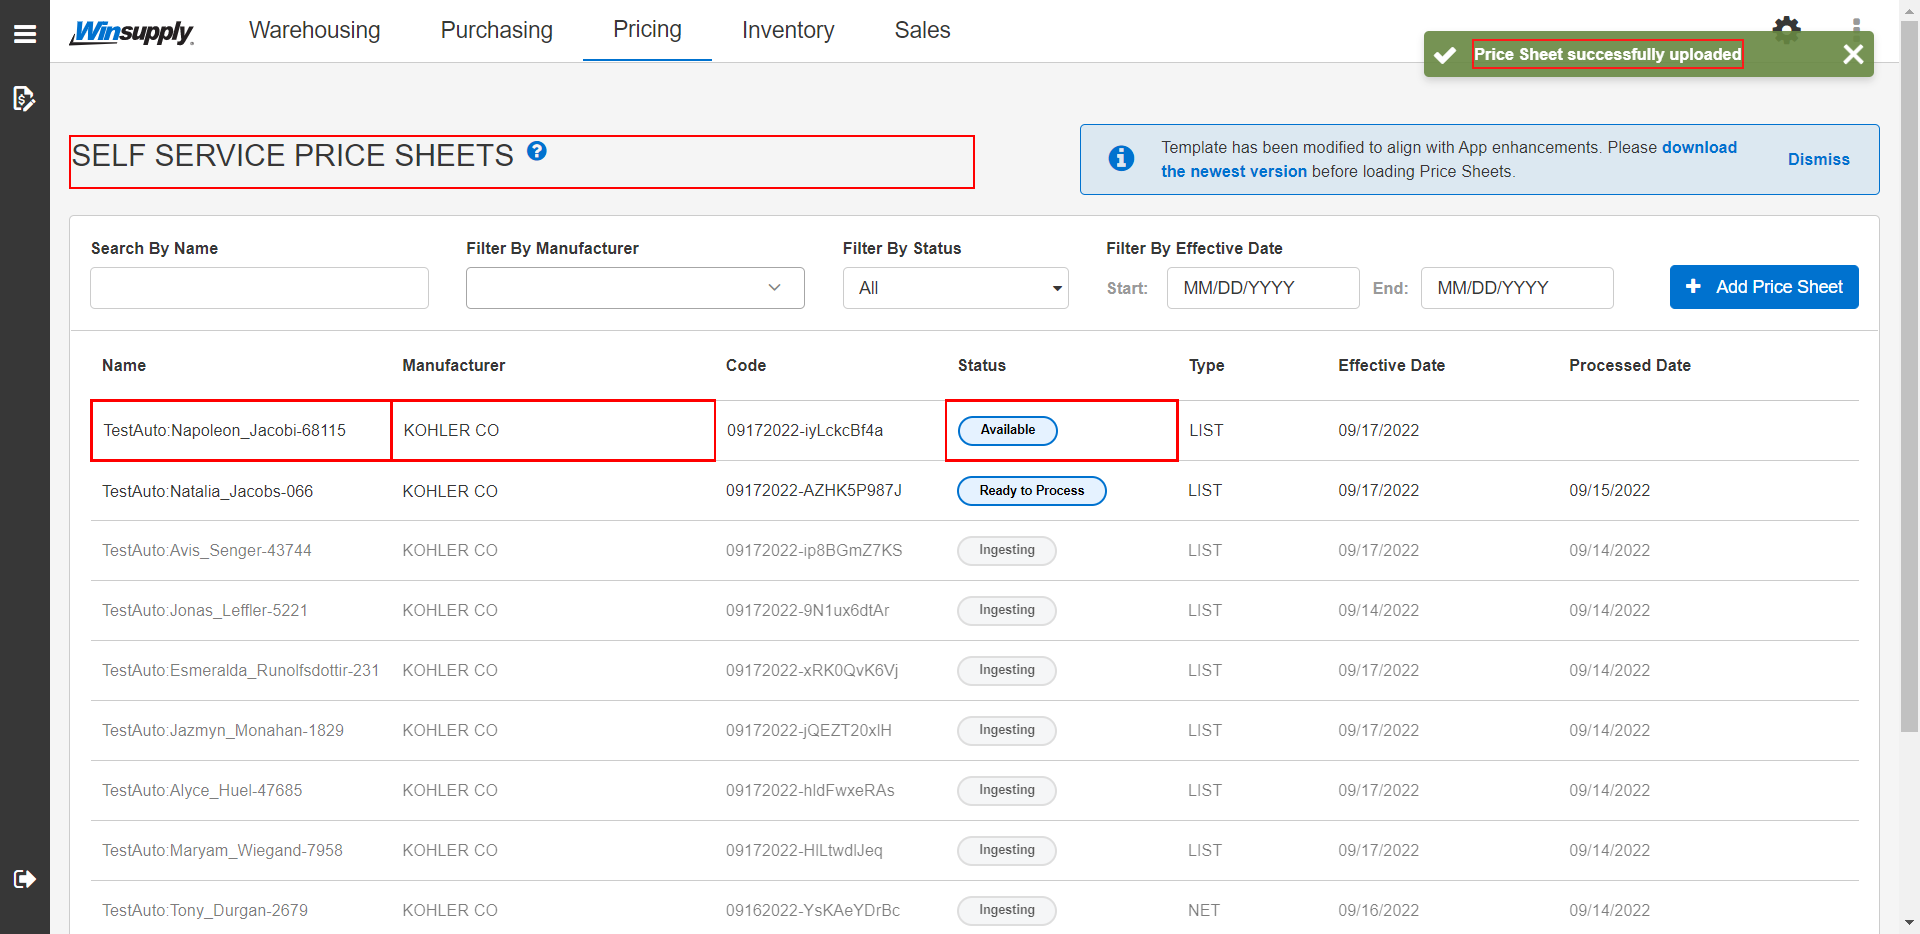 Winsupply
Warehousing
Purchasing
Pricing
Inventory
Sales
Price Sheet successfully uploaded
SELF SERVICE PRICE SHEETS
Template has been modified to align with App enhancements. Please download
the newest version before loading Price Sheets.
Dismiss
Search By Name
Filter By Manufacturer
Filter By Status
Filter By Effective Date
All
Start: MM/DD/YYYY End: MM/DD/YYYY
Add Price Sheet
Name Manufacturer Code Status Type Effective Date Processed Date
TestAuto:Napoleon_Jacobi-68115 KOHLER CO 09172022-iyLckcBf4a Available LIST 09/17/2022
TestAuto:Natalia_Jacobs-066 KOHLER CO 09172022-AZHK5P987J Ready to Process LIST 09/17/2022 09/15/2022
TestAuto:Avis_Senger-43744 KOHLER CO 09172022-ip8BGmZ7KS Ingesting LIST 09/17/2022 09/14/2022
TestAuto:Jonas_Leffler-5221 KOHLER CO 09172022-9N1ux6dtAr Ingesting LIST 09/14/2022 09/14/2022
TestAuto:Esmeralda_Runolfsdottir-231 KOHLER CO 09172022-xRK0QvK6Vj Ingesting LIST 09/17/2022 09/14/2022
TestAuto:Jazmyn_Monahan-1829 KOHLER CO 09172022-jQEZT20xIH Ingesting LIST 09/17/2022 09/14/2022
TestAuto:Alyce_Huel-47685 KOHLER CO 09172022-hldFwxeRAs Ingesting LIST 09/17/2022 09/14/2022
TestAuto:Maryam_Wiegand-7958 KOHLER CO 09172022-HlLtwdlJeq Ingesting LIST 09/17/2022 09/14/2022
TestAuto:Tony_Durgan-2679 KOHLER CO 09162022-YsKAeYDrBc Ingesting NET 09/16/2022 09/14/2022